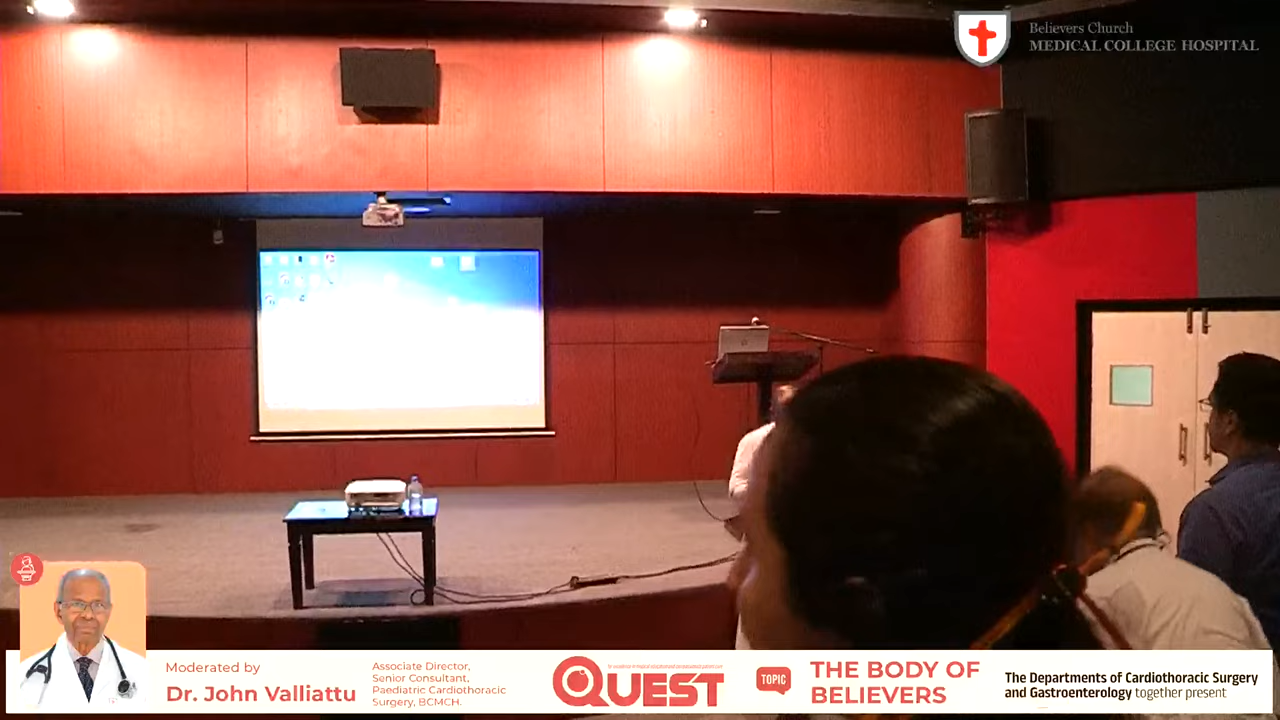 Believers Church
MEDICAL COLLEGE HOSPITAL
Moderated by
Dr. John Valliattu
Associate Director,
Senior Consultant,
Paediatric Cardiothoracic
Surgery, BCMCH.
QUEST
TOPIC
THE BODY OF
BELIEVERS
The Departments of Cardiothoracic Surgery
and Gastroenterology together present